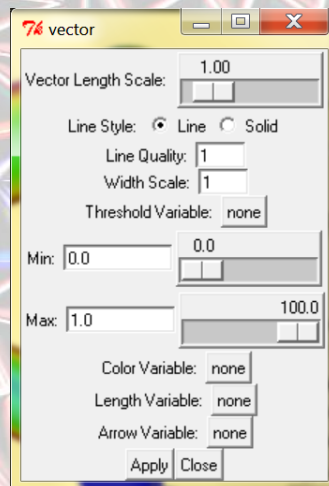 vector
1.00
Vector Length Scale:
Line Style: Line Solid
Line Quality: 1
Width Scale: 1
Threshold Variable: none
0.0
Min: 0.0
100.0
Max: 1.0
Color Variable: none
Length Variable: none
Arrow Variable: none
Apply Close